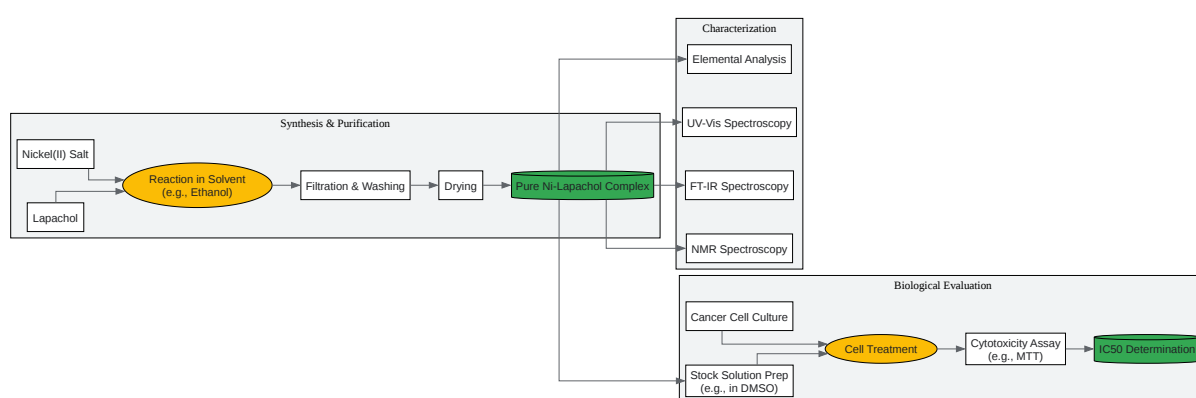 Characterization
Elemental Analysis
UV-Vis Spectroscopy
FT-IR Spectroscopy
NMR Spectroscopy
Synthesis & Purification
Nickel(II) Salt
Lapachol
Reaction in Solvent
(e.g., Ethanol)
Filtration & Washing
Drying
Pure Ni-Lapachol Complex
Biological Evaluation
Cancer Cell Culture
Stock Solution Prep
(e.g., in DMSO)
Cell Treatment
Cytotoxicity Assay
(e.g., MTT)
IC50 Determination